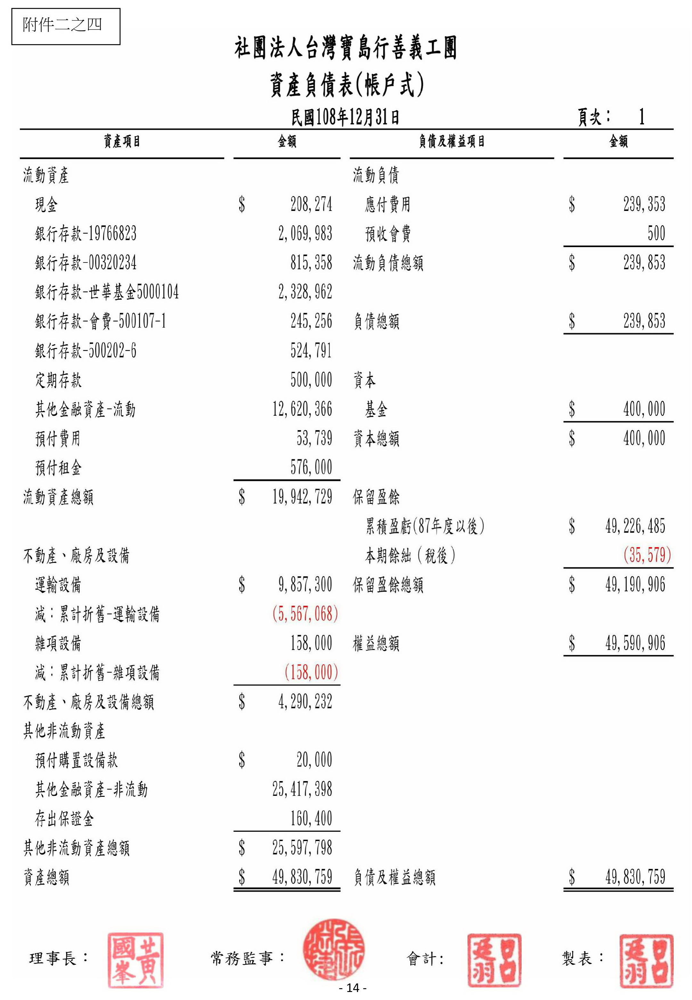 附件二之四
社團法人台灣寶島行善義工團
資產負債表(帳戶式)
民國108年12月31日 頁次： 1
資產項目 金額 負債及權益項目 金額
流動資產 流動負債
現金 $ 208,274 應付費用 $ 239,353
銀行存款-19766823 2,069,983 預收會費 500
銀行存款-00320234 815,358 流動負債總額 $ 239,853
銀行存款-世華基金5000104 2,328,962
銀行存款-會費-500107-1 245,256 負債總額 $ 239,853
銀行存款-500202-6 524,791
定期存款 500,000 資本
其他金融資產-流動 12,620,366 基金 $ 400,000
預付費用 53,739 資本總額 $ 400,000
預付租金 576,000
流動資產總額 $ 19,942,729 保留盈餘
累積盈虧(87年度以後) $ 49,226,485
不動產、廠房及設備 本期餘絀（稅後） (35,579)
運輸設備 $ 9,857,300 保留盈餘總額 $ 49,190,906
減：累計折舊-運輸設備 (5,567,068)
雜項設備 158,000 權益總額 $ 49,590,906
減：累計折舊-雜項設備 (158,000)
不動產、廠房及設備總額 $ 4,290,232
其他非流動資產
預付購置設備款 $ 20,000
其他金融資產-非流動 25,417,398
存出保證金 160,400
其他非流動資產總額 $ 25,597,798
資產總額 $ 49,830,759 負債及權益總額 $ 49,830,759
理事長： 黃國峯 常務監事： 會計: 呂廷羽 製表： 呂廷羽
- 14 -